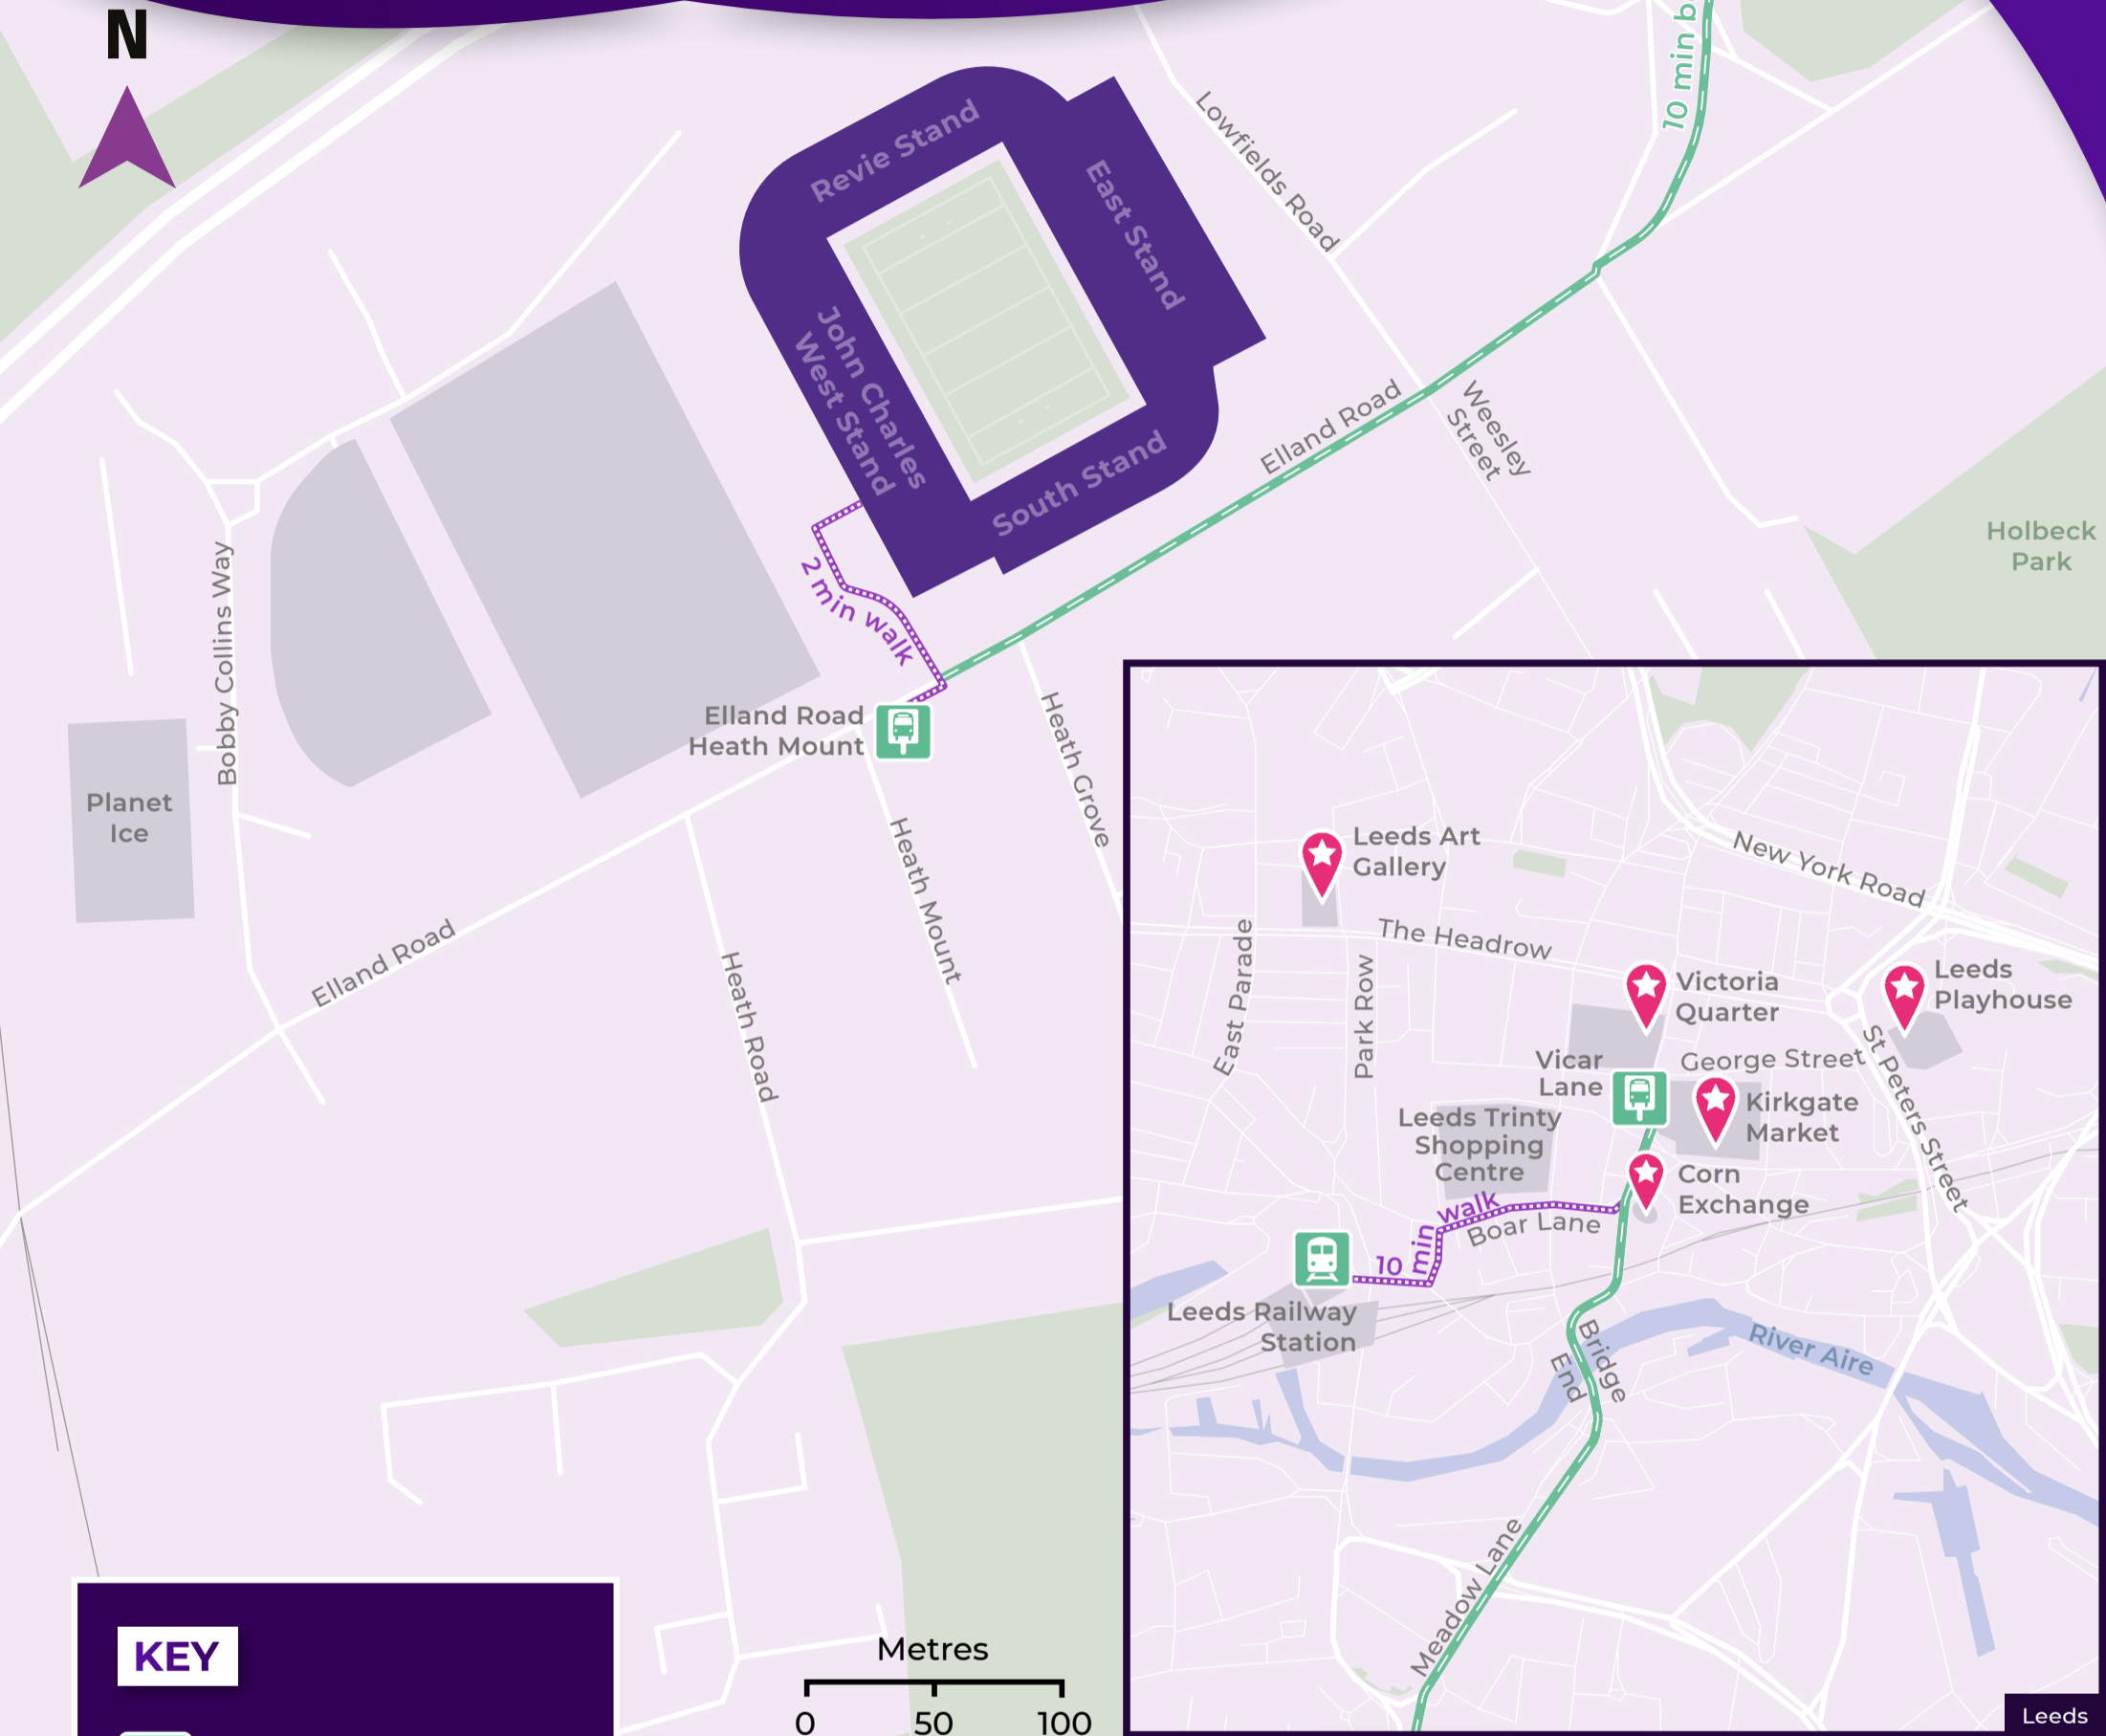 N
10 min b
Lowfields Road
Revie Stand
East Stand
John Charles
West Stand
South Stand
Elland Road
Weesley
Street
Holbeck
Park
2 min walk
Bobby Collins Way
Elland Road
Heath Mount
Heath Grove
Planet
Ice
Heath Mount
Elland Road
Heath Road
Leeds Art
Gallery
New York Road
The Headrow
East Parade
Park Row
Victoria
Quarter
Leeds
Playhouse
Vicar
Lane
George Street
St Peters Street
Kirkgate
Market
Leeds Trinty
Shopping
Centre
Corn
Exchange
10 min walk
Boar Lane
Leeds Railway
Station
Bridge
End
River Aire
Meadow Lane
KEY
Metres
0 50 100
Leeds